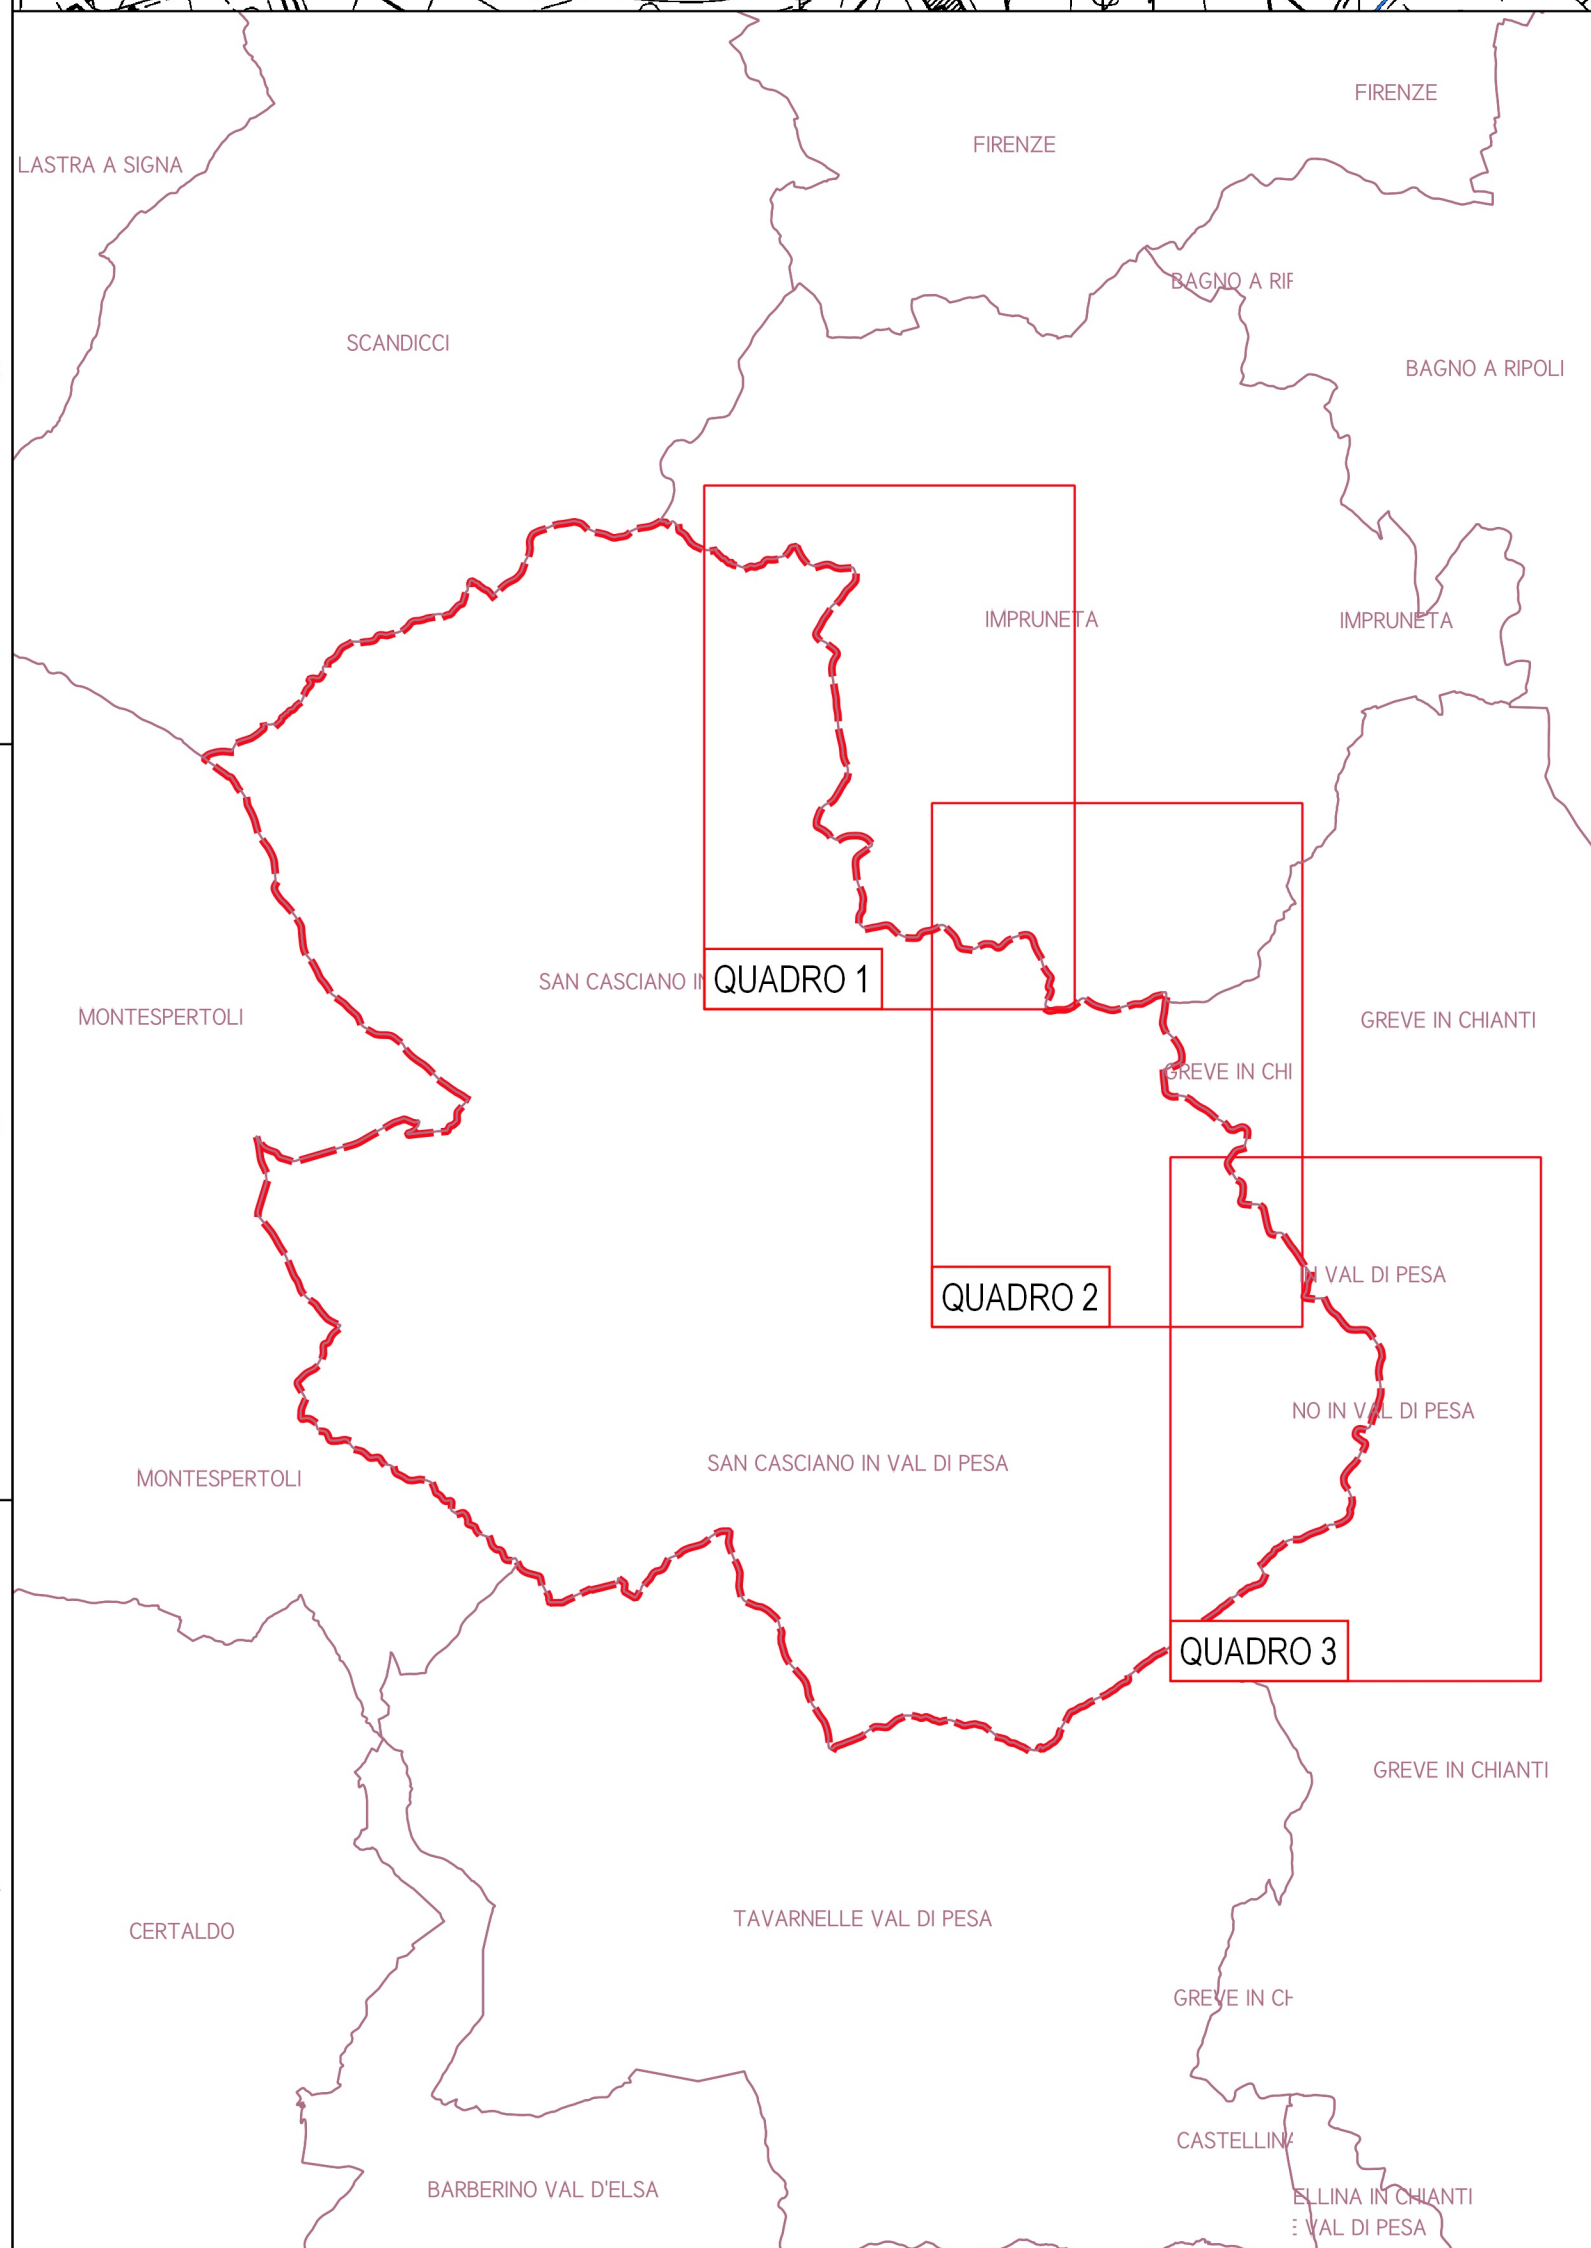 FIRENZE
FIRENZE
LASTRA A SIGNA
BAGNO A RIF
SCANDICCI
BAGNO A RIPOLI
IMPRUNETA
IMPRUNETA
SAN CASCIANO IN
QUADRO 1
MONTESPERTOLI
GREVE IN CHIANTI
GREVE IN CHI
IN VAL DI PESA
QUADRO 2
NO IN VAL DI PESA
SAN CASCIANO IN VAL DI PESA
MONTESPERTOLI
QUADRO 3
GREVE IN CHIANTI
TAVARNELLE VAL DI PESA
CERTALDO
GREVE IN CH
CASTELLINA
BARBERINO VAL D'ELSA
ELLINA IN CHIANTI
E VAL DI PESA